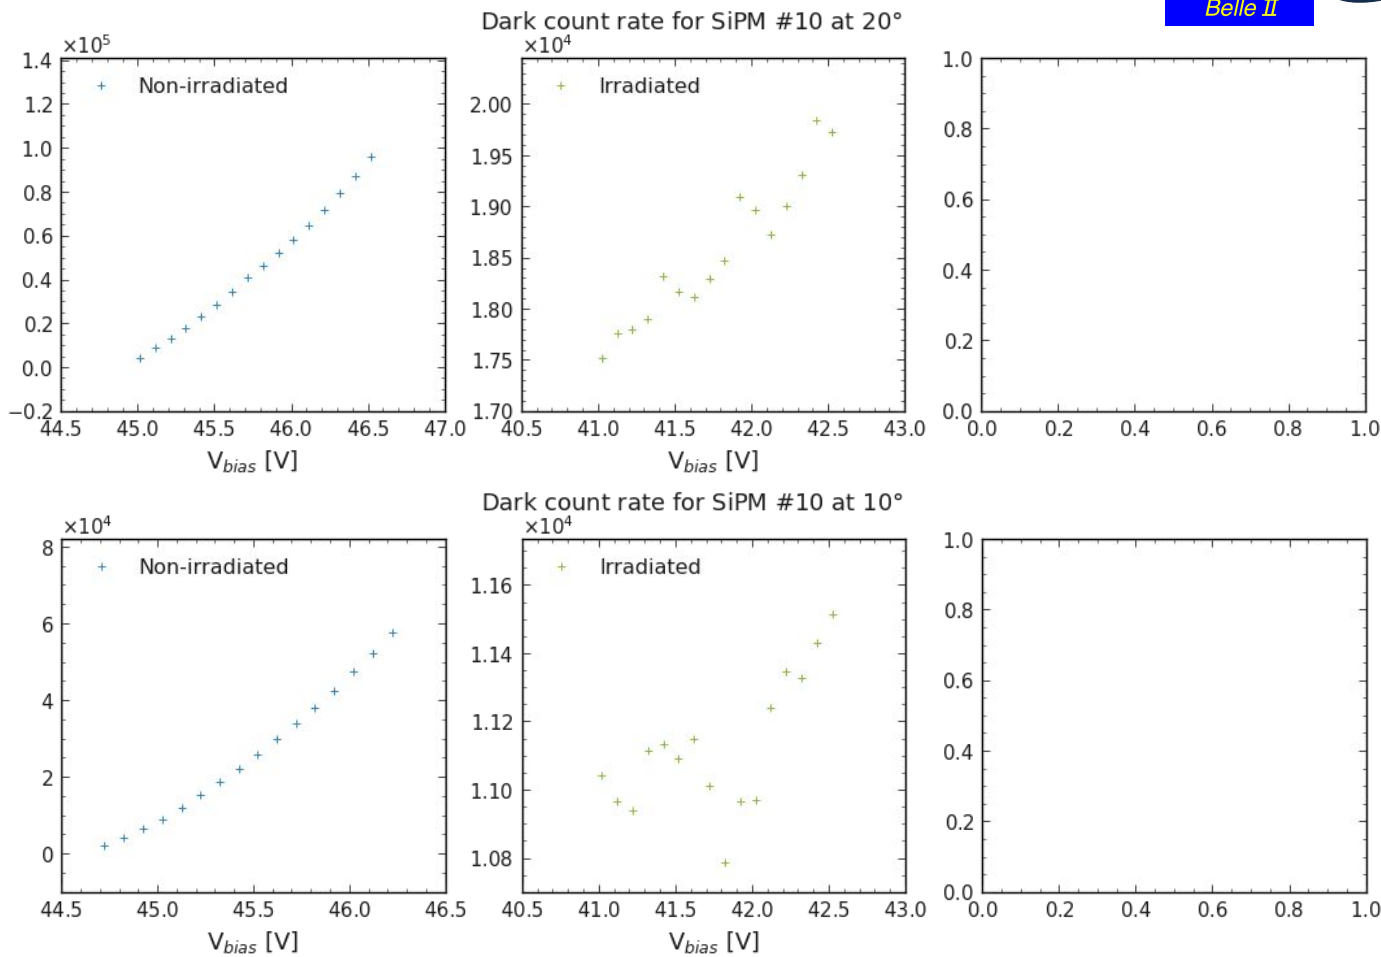 Belle II
Dark count rate for SiPM #10 at 20°
×10⁵
1.4
1.2
1.0
0.8
0.6
0.4
0.2
0.0
−0.2
Non-irradiated
44.5 45.0 45.5 46.0 46.5 47.0
V_bias [V]
×10⁴
2.00
1.95
1.90
1.85
1.80
1.75
1.70
Irradiated
40.5 41.0 41.5 42.0 42.5 43.0
V_bias [V]
1.0
0.8
0.6
0.4
0.2
0.0
0.0 0.2 0.4 0.6 0.8 1.0
Dark count rate for SiPM #10 at 10°
×10⁴
8
6
4
2
0
Non-irradiated
44.5 45.0 45.5 46.0 46.5
V_bias [V]
×10⁴
1.16
1.14
1.12
1.10
1.08
Irradiated
40.5 41.0 41.5 42.0 42.5 43.0
V_bias [V]
1.0
0.8
0.6
0.4
0.2
0.0
0.0 0.2 0.4 0.6 0.8 1.0